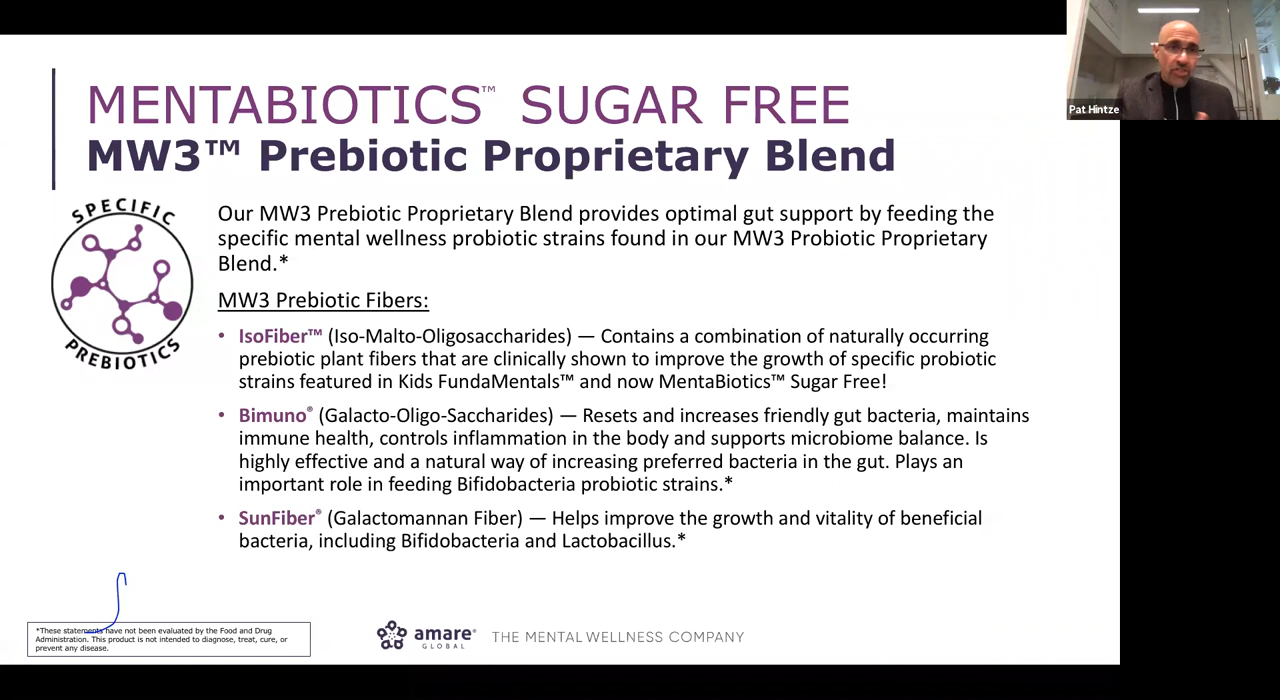 MENTABIOTICS™ SUGAR FREE
MW3™ Prebiotic Proprietary Blend
Pat Hintze
SPECIFIC
PREBIOTICS
Our MW3 Prebiotic Proprietary Blend provides optimal gut support by feeding the
specific mental wellness probiotic strains found in our MW3 Probiotic Proprietary
Blend.*
MW3 Prebiotic Fibers:
• IsoFiber™ (Iso-Malto-Oligosaccharides) — Contains a combination of naturally occurring
prebiotic plant fibers that are clinically shown to improve the growth of specific probiotic
strains featured in Kids FundaMentals™ and now MentaBiotics™ Sugar Free!
• Bimuno® (Galacto-Oligo-Saccharides) — Resets and increases friendly gut bacteria, maintains
immune health, controls inflammation in the body and supports microbiome balance. Is
highly effective and a natural way of increasing preferred bacteria in the gut. Plays an
important role in feeding Bifidobacteria probiotic strains.*
• SunFiber® (Galactomannan Fiber) — Helps improve the growth and vitality of beneficial
bacteria, including Bifidobacteria and Lactobacillus.*
*These statements have not been evaluated by the Food and Drug
Administration. This product is not intended to diagnose, treat, cure, or
prevent any disease.
amare®
GLOBAL
THE MENTAL WELLNESS COMPANY